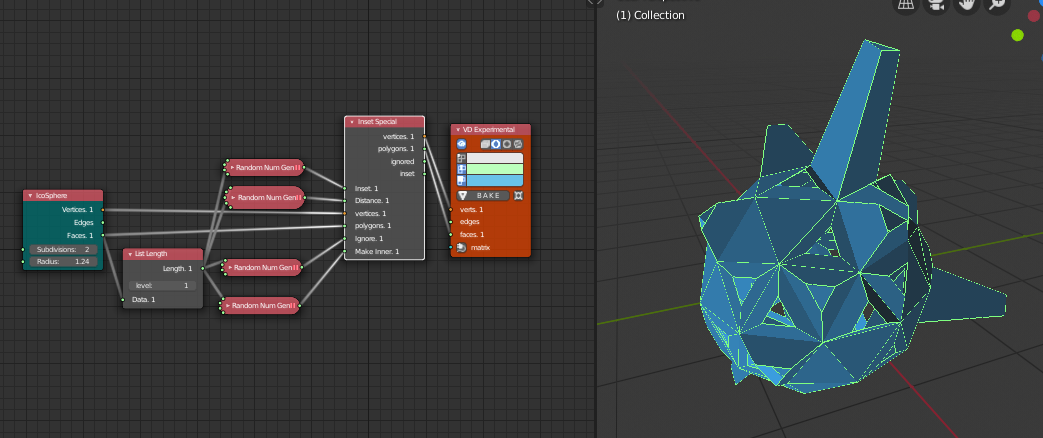 (1) Collection
IcoSphere
Vertices. 1
Edges
Faces. 1
Subdivisions: 2
Radius: 1.24
List Length
Length. 1
level: 1
Data. 1
Random Num Gen
Random Num Gen
Random Num Gen
Random Num Gen
Inset Special
vertices. 1
polygons. 1
ignored
inset
Inset. 1
Distance. 1
vertices. 1
polygons. 1
Ignore. 1
Make Inner. 1
VD Experimental
BAKE
verts. 1
edges
faces. 1
matrix